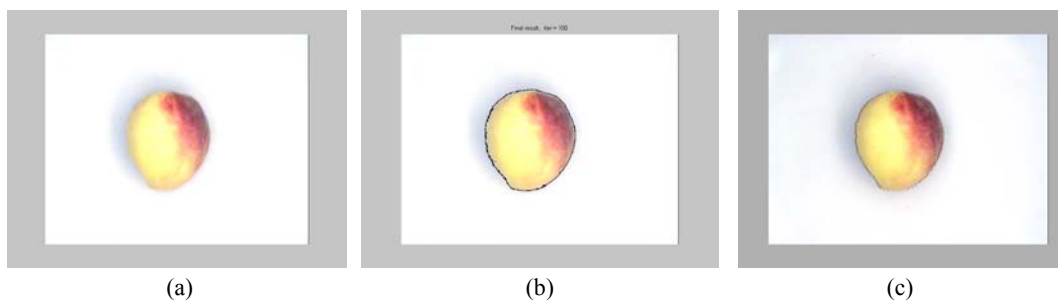 Final result, iter = 100
(a) (b) (c)